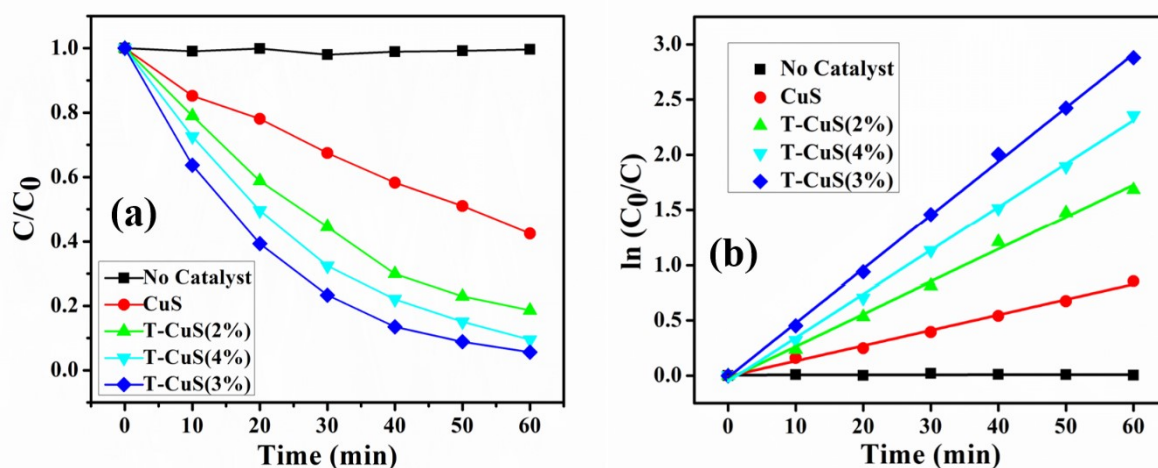 1.0
0.8
0.6
0.4
0.2
0.0
C/C0
(a)
No Catalyst
CuS
T-CuS(2%)
T-CuS(4%)
T-CuS(3%)
0 10 20 30 40 50 60
Time (min)
3.0
2.5
2.0
1.5
1.0
0.5
0.0
ln (C0/C)
No Catalyst
CuS
T-CuS(2%)
T-CuS(4%)
T-CuS(3%)
(b)
0 10 20 30 40 50 60
Time (min)